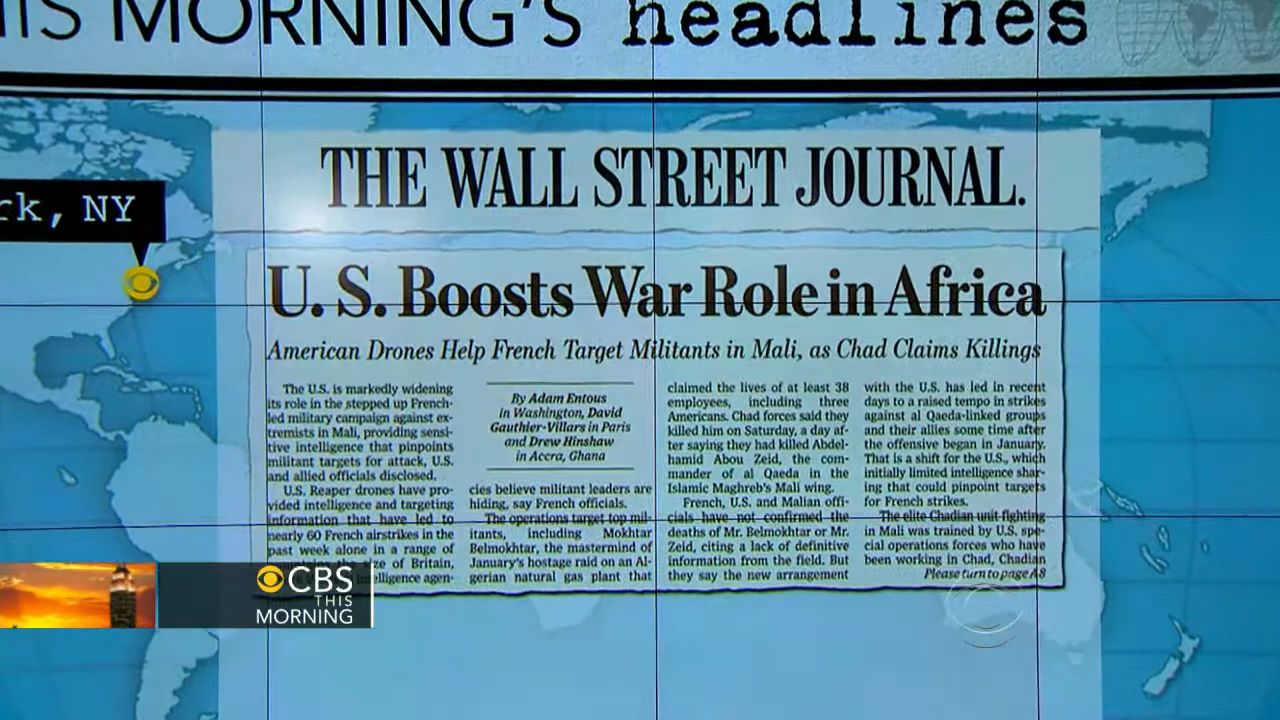 HIS MORNING'S headlines
rk, NY
THE WALL STREET JOURNAL.
U. S. Boosts War Role in Africa
American Drones Help French Target Militants in Mali, as Chad Claims Killings
The U.S. is markedly widening
its role in the stepped up French-
led military campaign against ex-
tremists in Mali, providing sensi-
tive intelligence that pinpoints
militant targets for attack, U.S.
and allied officials disclosed.
U.S. Reaper drones have pro-
vided intelligence and targeting
information that have led to
nearly 60 French airstrikes in the
past week alone in a range of
size of Britain,
telligence agen-
By Adam Entous
in Washington, David
Gauthier-Villars in Paris
and Drew Hinshaw
in Accra, Ghana
cies believe militant leaders are
hiding, say French officials.
The operations target top mil-
itants, including Mokhtar
Belmokhtar, the mastermind of
January's hostage raid on an Al-
gerian natural gas plant that
claimed the lives of at least 38
employees, including three
Americans. Chad forces said they
killed him on Saturday, a day af-
ter saying they had killed Abdel-
hamid Abou Zeid, the com-
mander of al Qaeda in the
Islamic Maghreb's Mali wing.
French, U.S. and Malian offi-
cials have not confirmed the
deaths of Mr. Belmokhtar or Mr.
Zeid, citing a lack of definitive
information from the field. But
they say the new arrangement
with the U.S. has led in recent
days to a raised tempo in strikes
against al Qaeda-linked groups
and their allies some time after
the offensive began in January.
That is a shift for the U.S., which
initially limited intelligence shar-
ing that could pinpoint targets
for French strikes.
The elite Chadian unit fighting
in Mali was trained by U.S. spe-
cial operations forces who have
been working in Chad, Chadian
Please turn to page A8
CBS
THIS
MORNING